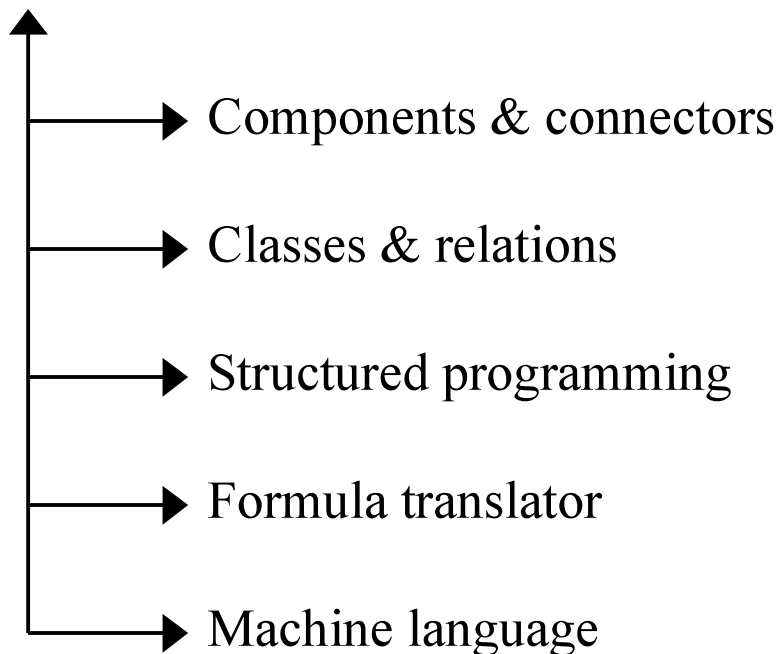 Components & connectors
Classes & relations
Structured programming
Formula translator
Machine language